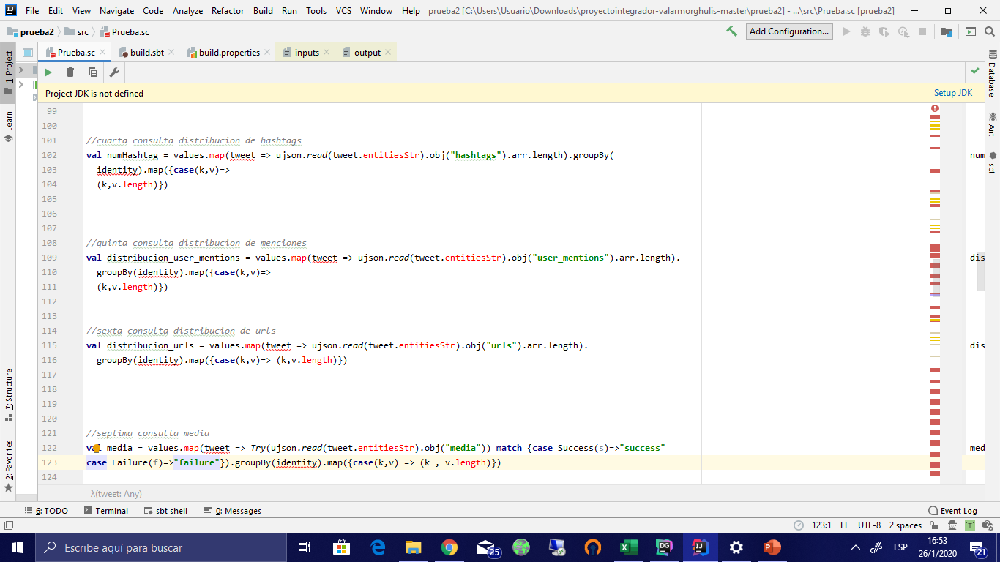 File Edit View Navigate Code Analyze Refactor Build Run Tools VCS Window Help prueba2 [C:\Users\Usuario\Downloads\proyectointegrador-valarmorghulis-master\prueba2] - ...\src\Prueba.sc [prueba2]
prueba2 src Prueba.sc Add Configuration...
Prueba.sc build.sbt build.properties inputs output
1: Project
Learn
7: Structure
2: Favorites
Database
Ant
sbt
Project JDK is not defined Setup JDK
99
100
101 //cuarta consulta distribucion de hashtags
102 val numHashtag = values.map(tweet => ujson.read(tweet.entitiesStr).obj("hashtags").arr.length).groupBy( num
103 identity).map({case(k,v)=>
104 (k,v.length)})
105
106
107
108 //quinta consulta distribucion de menciones
109 val distribucion_user_mentions = values.map(tweet => ujson.read(tweet.entitiesStr).obj("user_mentions").arr.length). dis
110 groupBy(identity).map({case(k,v)=>
111 (k,v.length)})
112
113
114 //sexta consulta distribucion de urls
115 val distribucion_urls = values.map(tweet => ujson.read(tweet.entitiesStr).obj("urls").arr.length). dis
116 groupBy(identity).map({case(k,v)=> (k,v.length)})
117
118
119
120
121 //septima consulta media
122 val media = values.map(tweet => Try(ujson.read(tweet.entitiesStr).obj("media")) match {case Success(s)=>"success" med
123 case Failure(f)=>"failure"}).groupBy(identity).map({case(k,v) => (k , v.length)})
124
λ(tweet: Any)
6: TODO Terminal sbt shell 0: Messages Event Log
123:1 LF UTF-8 2 spaces [T]
Escribe aquí para buscar 25 DG IJ ESP 16:53
26/1/2020 21